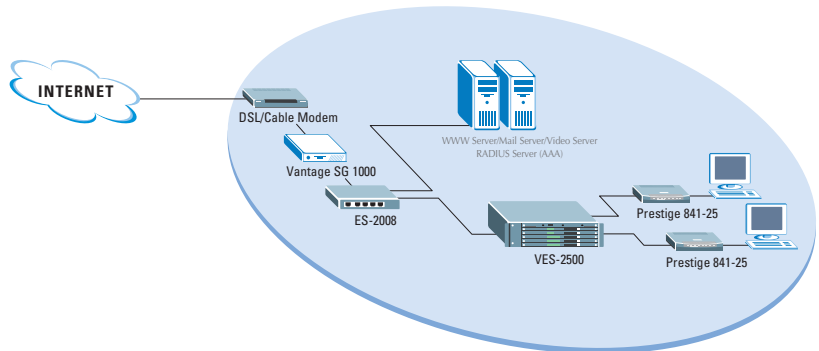 INTERNET
DSL/Cable Modem
WWW Server/Mail Server/Video Server
RADIUS Server (AAA)
Vantage SG 1000
ES-2008
Prestige 841-25
VES-2500
Prestige 841-25